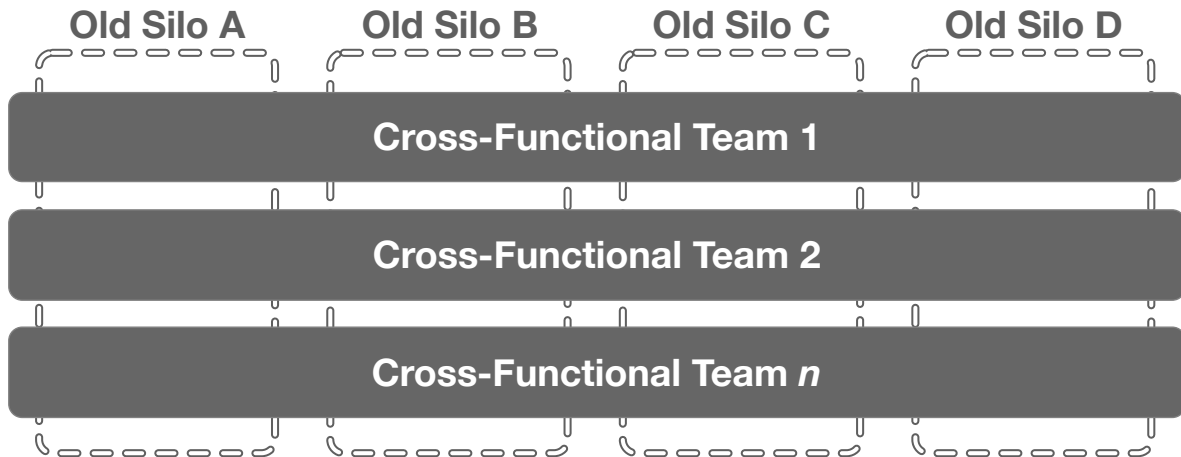 Old Silo A
Old Silo B
Old Silo C
Old Silo D
Cross-Functional Team 1
Cross-Functional Team 2
Cross-Functional Team n